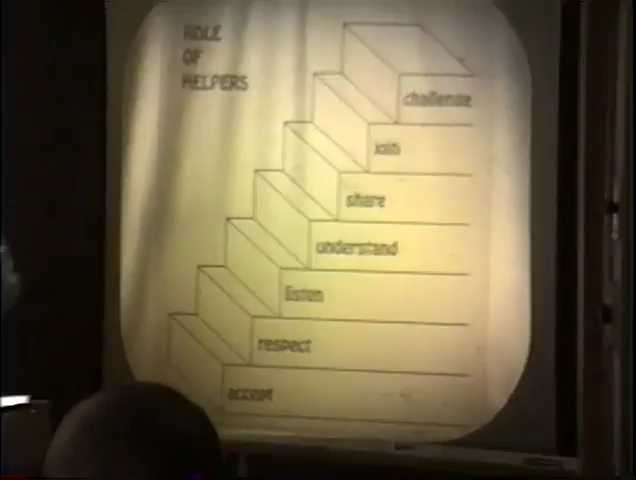 ROLE
OF
HELPERS
challenge
join
share
understand
listen
respect
accept